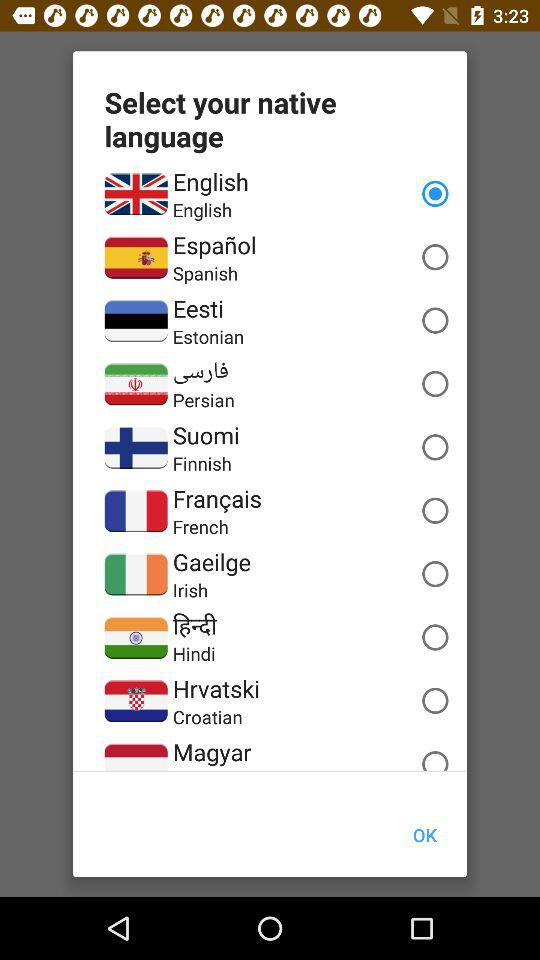 3:23
Select your native
language
English
English
Español
Spanish
Eesti
Estonian
فارسی
Persian
Suomi
Finnish
Français
French
Gaeilge
Irish
हिन्दी
Hindi
Hrvatski
Croatian
Magyar
OK